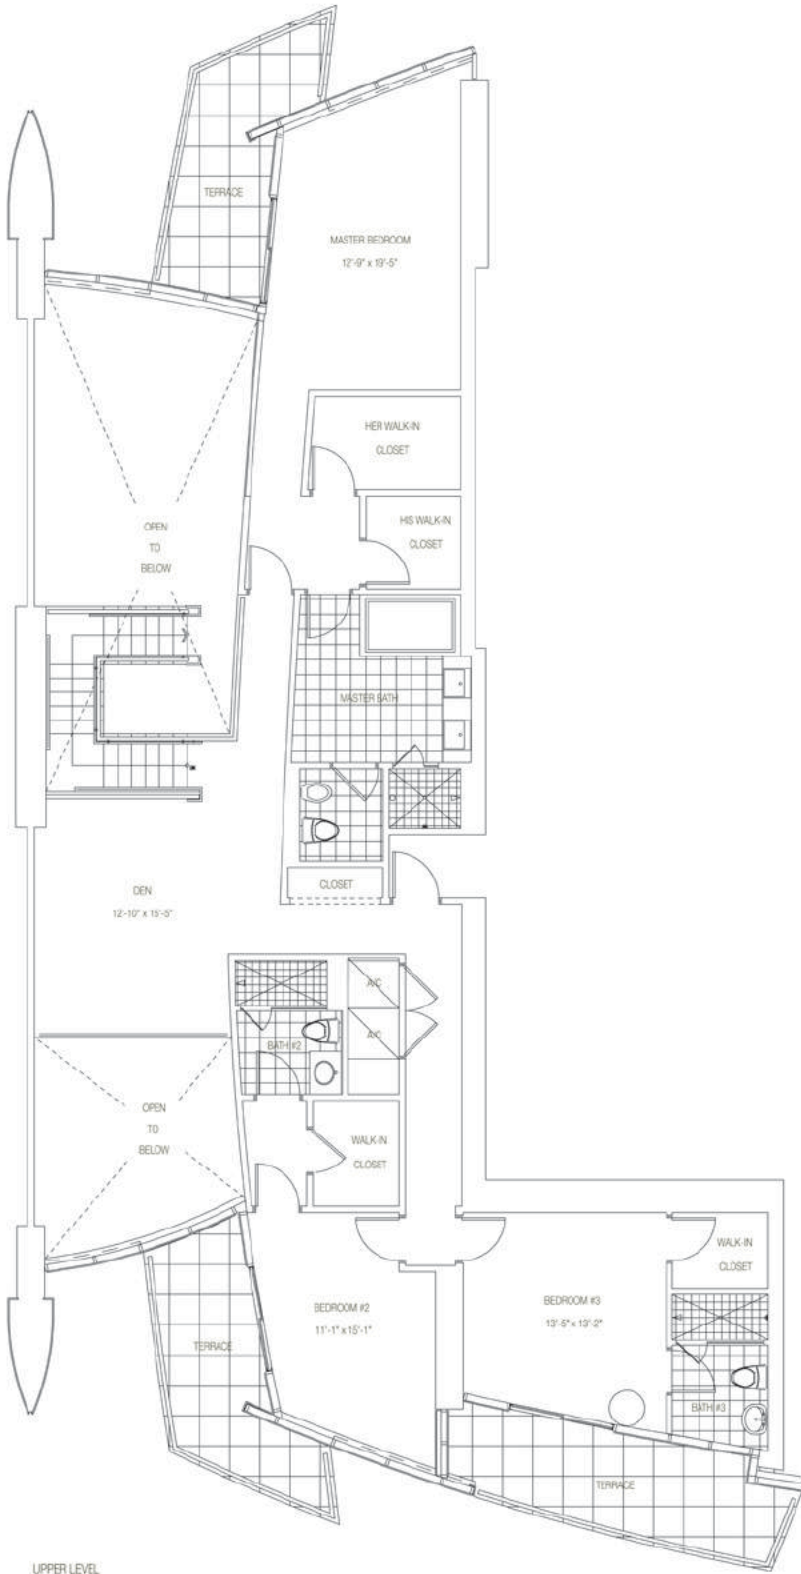 TERRACE
MASTER BEDROOM
12'-9" x 19'-5"
HER WALK-IN
CLOSET
HIS WALK-IN
CLOSET
OPEN
TO
BELOW
MASTER BATH
DEN
12'-10" x 15'-5"
CLOSET
A/C
A/C
BATH #2
OPEN
TO
BELOW
WALK-IN
CLOSET
WALK-IN
CLOSET
BEDROOM #2
11'-1" x 15'-1"
BEDROOM #3
13'-5" x 13'-2"
TERRACE
BATH #3
TERRACE
UPPER LEVEL